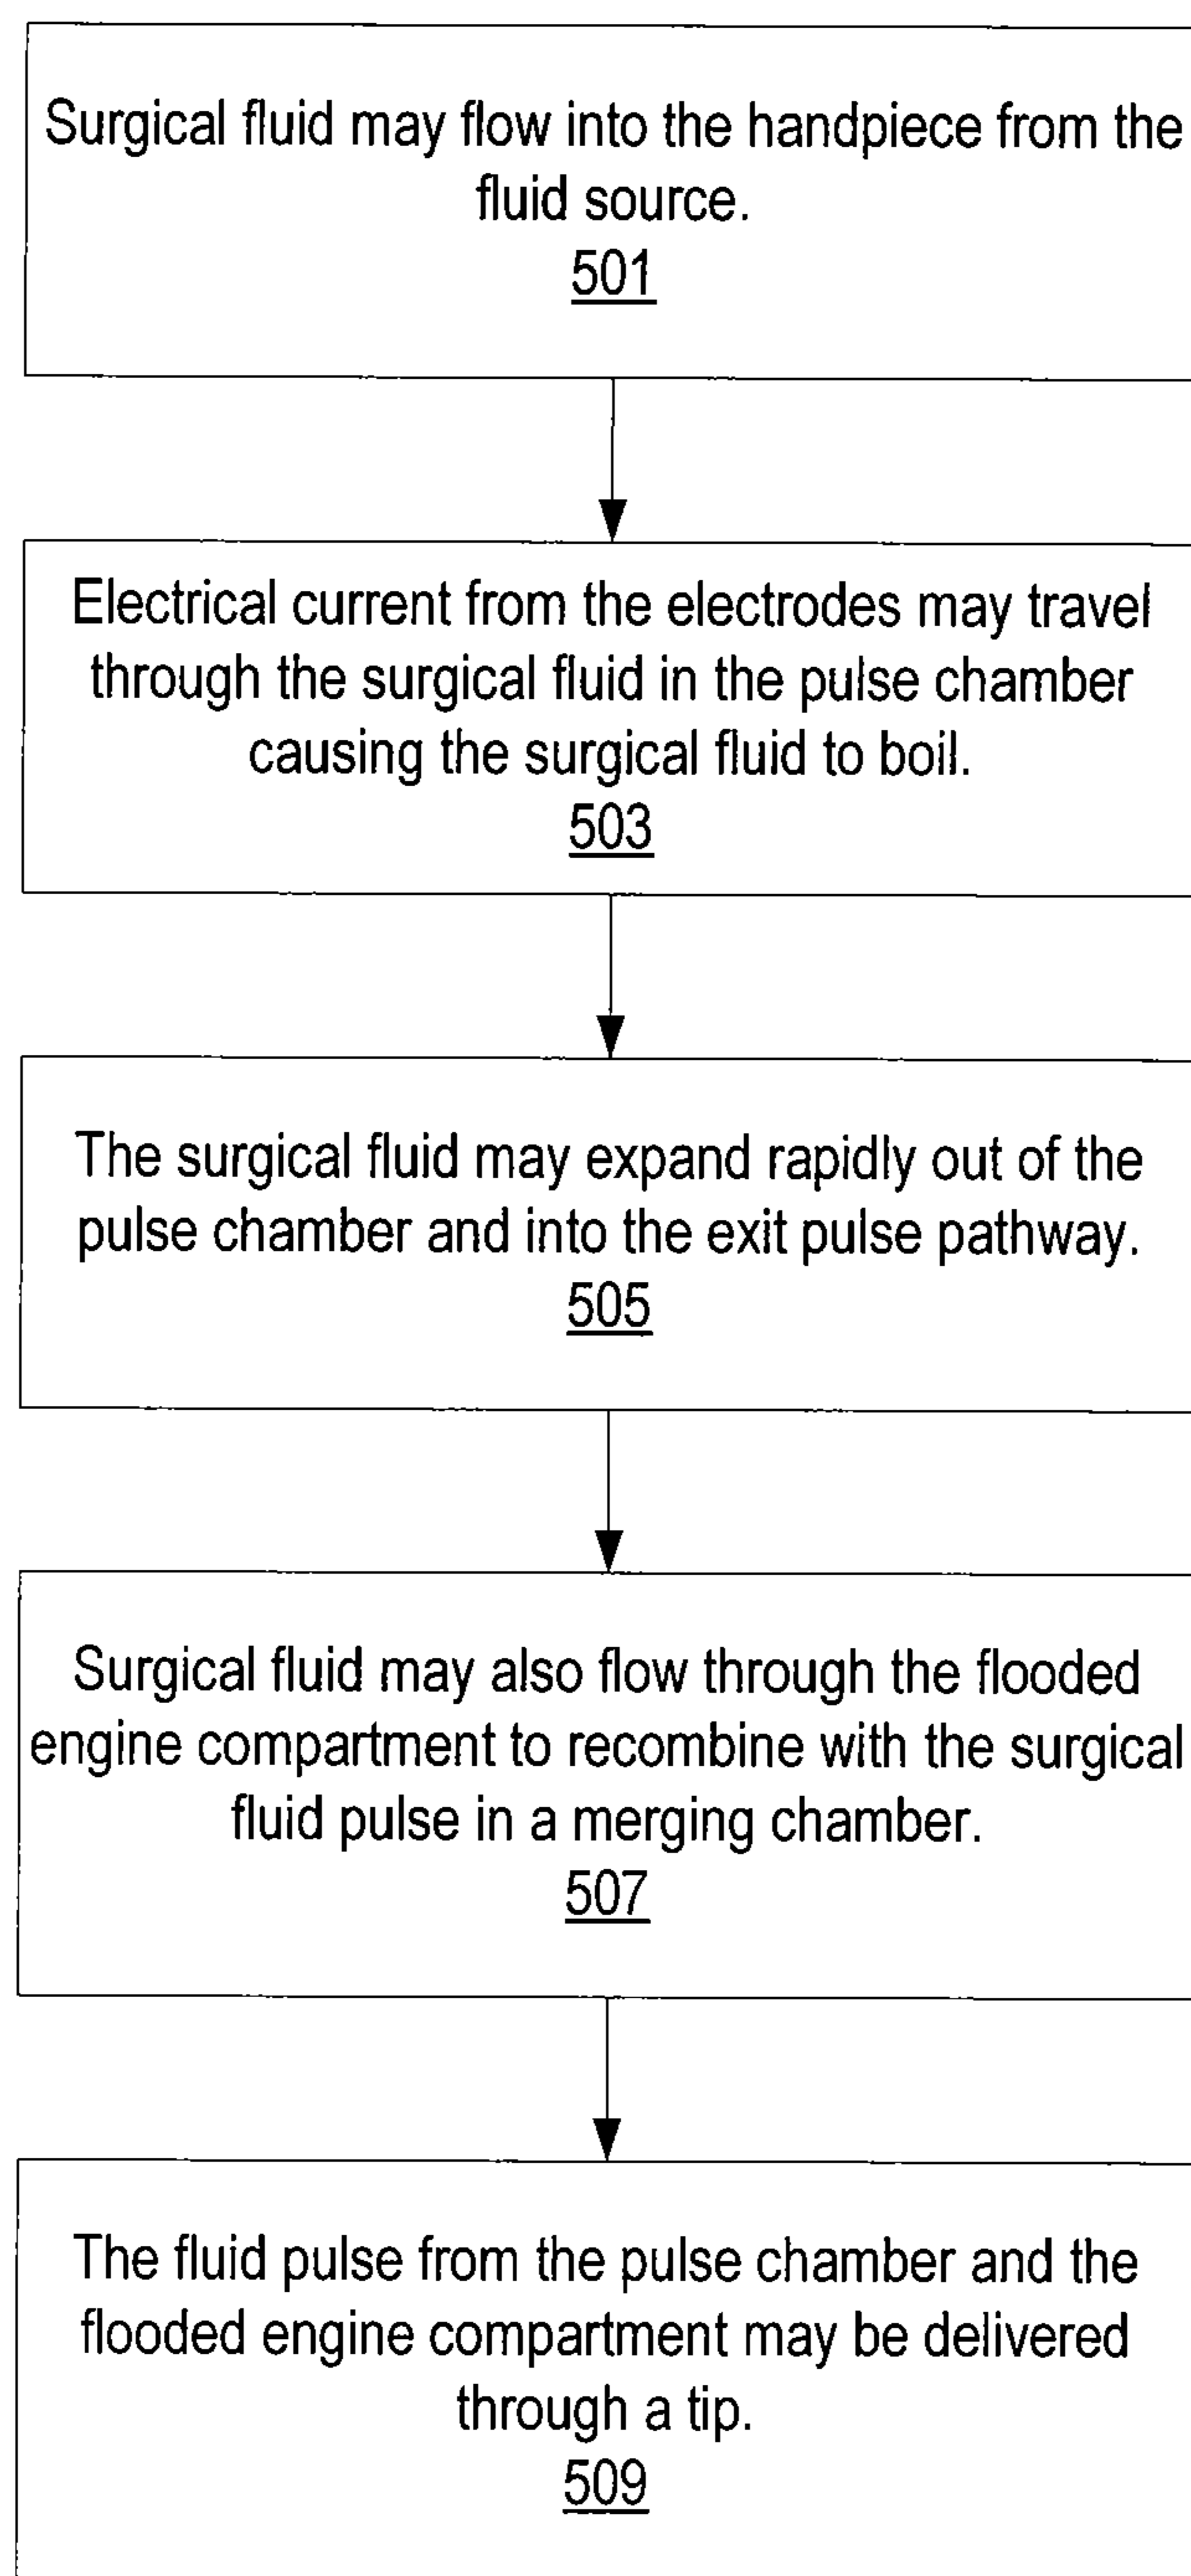 Surgical fluid may flow into the handpiece from the
fluid source.
501
Electrical current from the electrodes may travel
through the surgical fluid in the pulse chamber
causing the surgical fluid to boil.
503
The surgical fluid may expand rapidly out of the
pulse chamber and into the exit pulse pathway.
505
Surgical fluid may also flow through the flooded
engine compartment to recombine with the surgical
fluid pulse in a merging chamber.
507
The fluid pulse from the pulse chamber and the
flooded engine compartment may be delivered
through a tip.
509